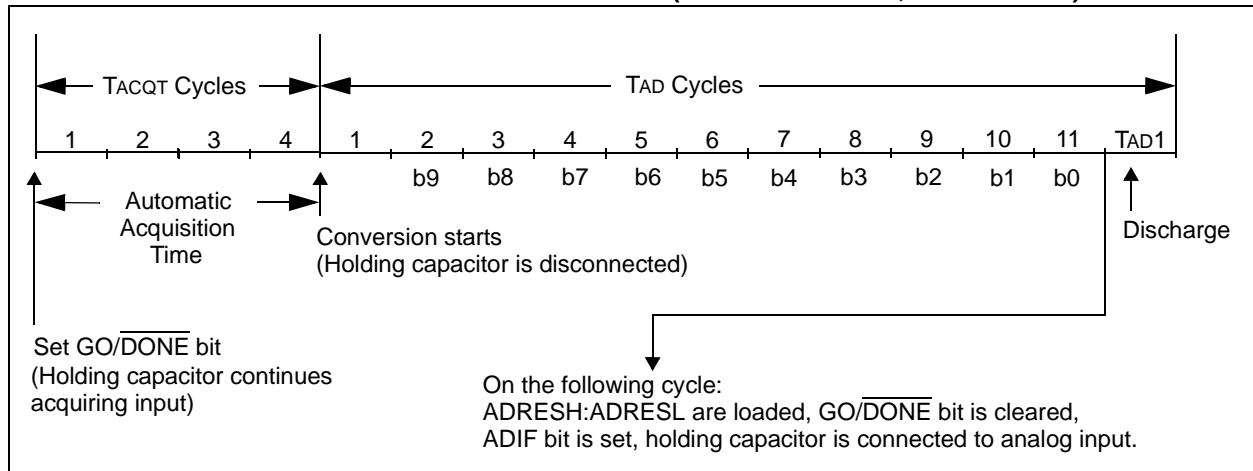 TACQT Cycles TAD Cycles
1 2 3 4 1 2 3 4 5 6 7 8 9 10 11 TAD1
b9 b8 b7 b6 b5 b4 b3 b2 b1 b0
Automatic
Acquisition
Time
Conversion starts
(Holding capacitor is disconnected)
Discharge
Set GO/DONE bit
(Holding capacitor continues
acquiring input)
On the following cycle:
ADRESH:ADRESL are loaded, GO/DONE bit is cleared,
ADIF bit is set, holding capacitor is connected to analog input.